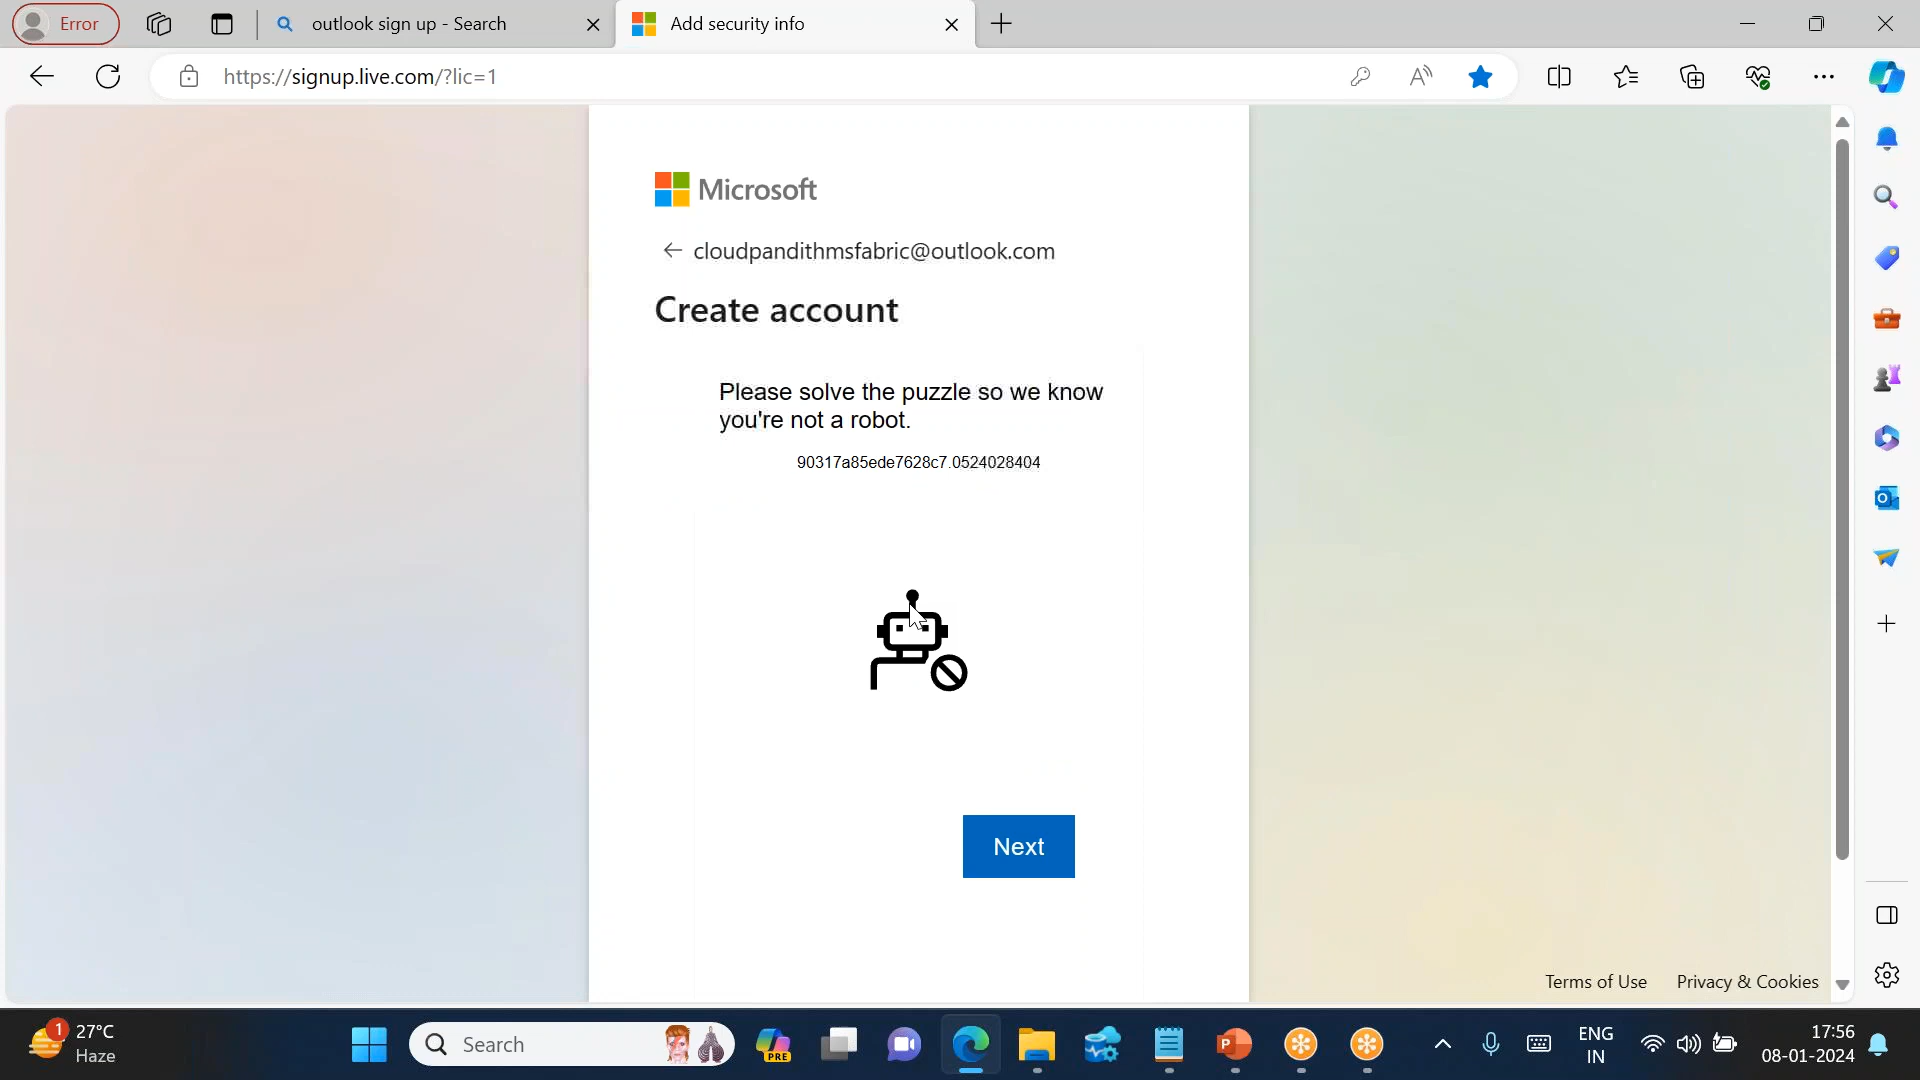 Error
outlook sign up - Search
Add security info
https://signup.live.com/?lic=1
Microsoft
cloudpandithmsfabric@outlook.com
Create account
Please solve the puzzle so we know
you're not a robot.
90317a85ede7628c7.0524028404
Next
Terms of Use
Privacy & Cookies
1
27°C
Haze
Search
PRE
ENG
IN
17:56
08-01-2024